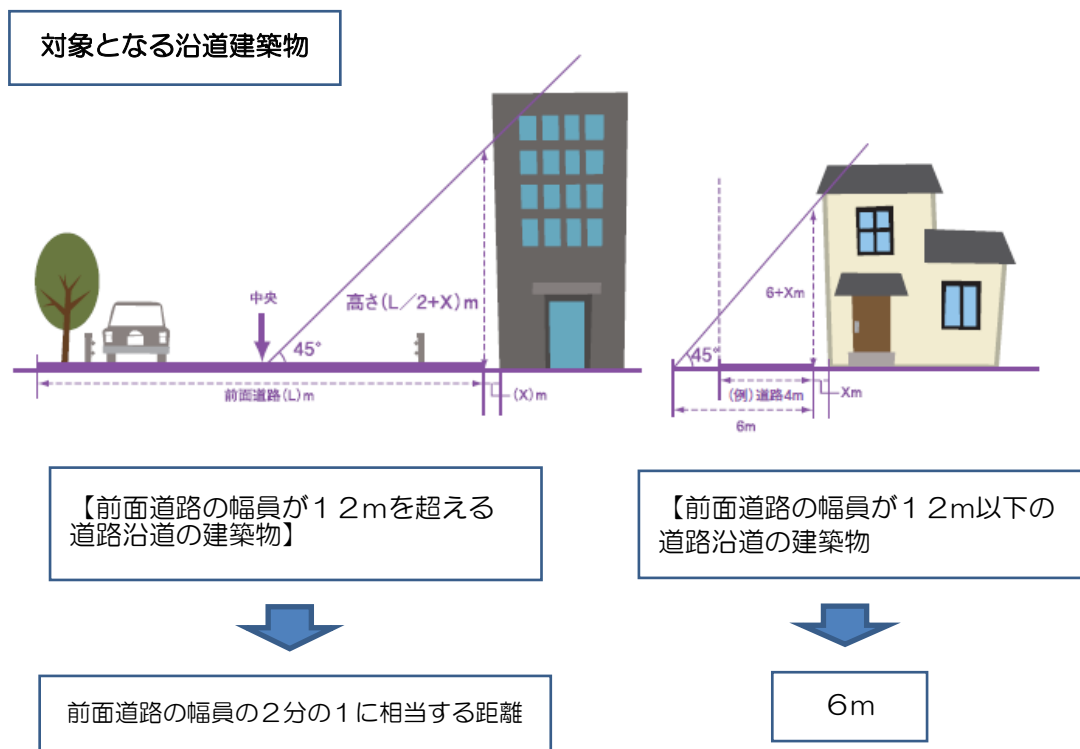 対象となる沿道建築物
中央
高さ(L／2+X)m
45°
前面道路(L)m
(X)m
6+Xm
45°
(例)道路4m
Xm
6m
【前面道路の幅員が１２ｍを超える
道路沿道の建築物】
【前面道路の幅員が１２ｍ以下の
道路沿道の建築物
前面道路の幅員の２分の１に相当する距離
６ｍ